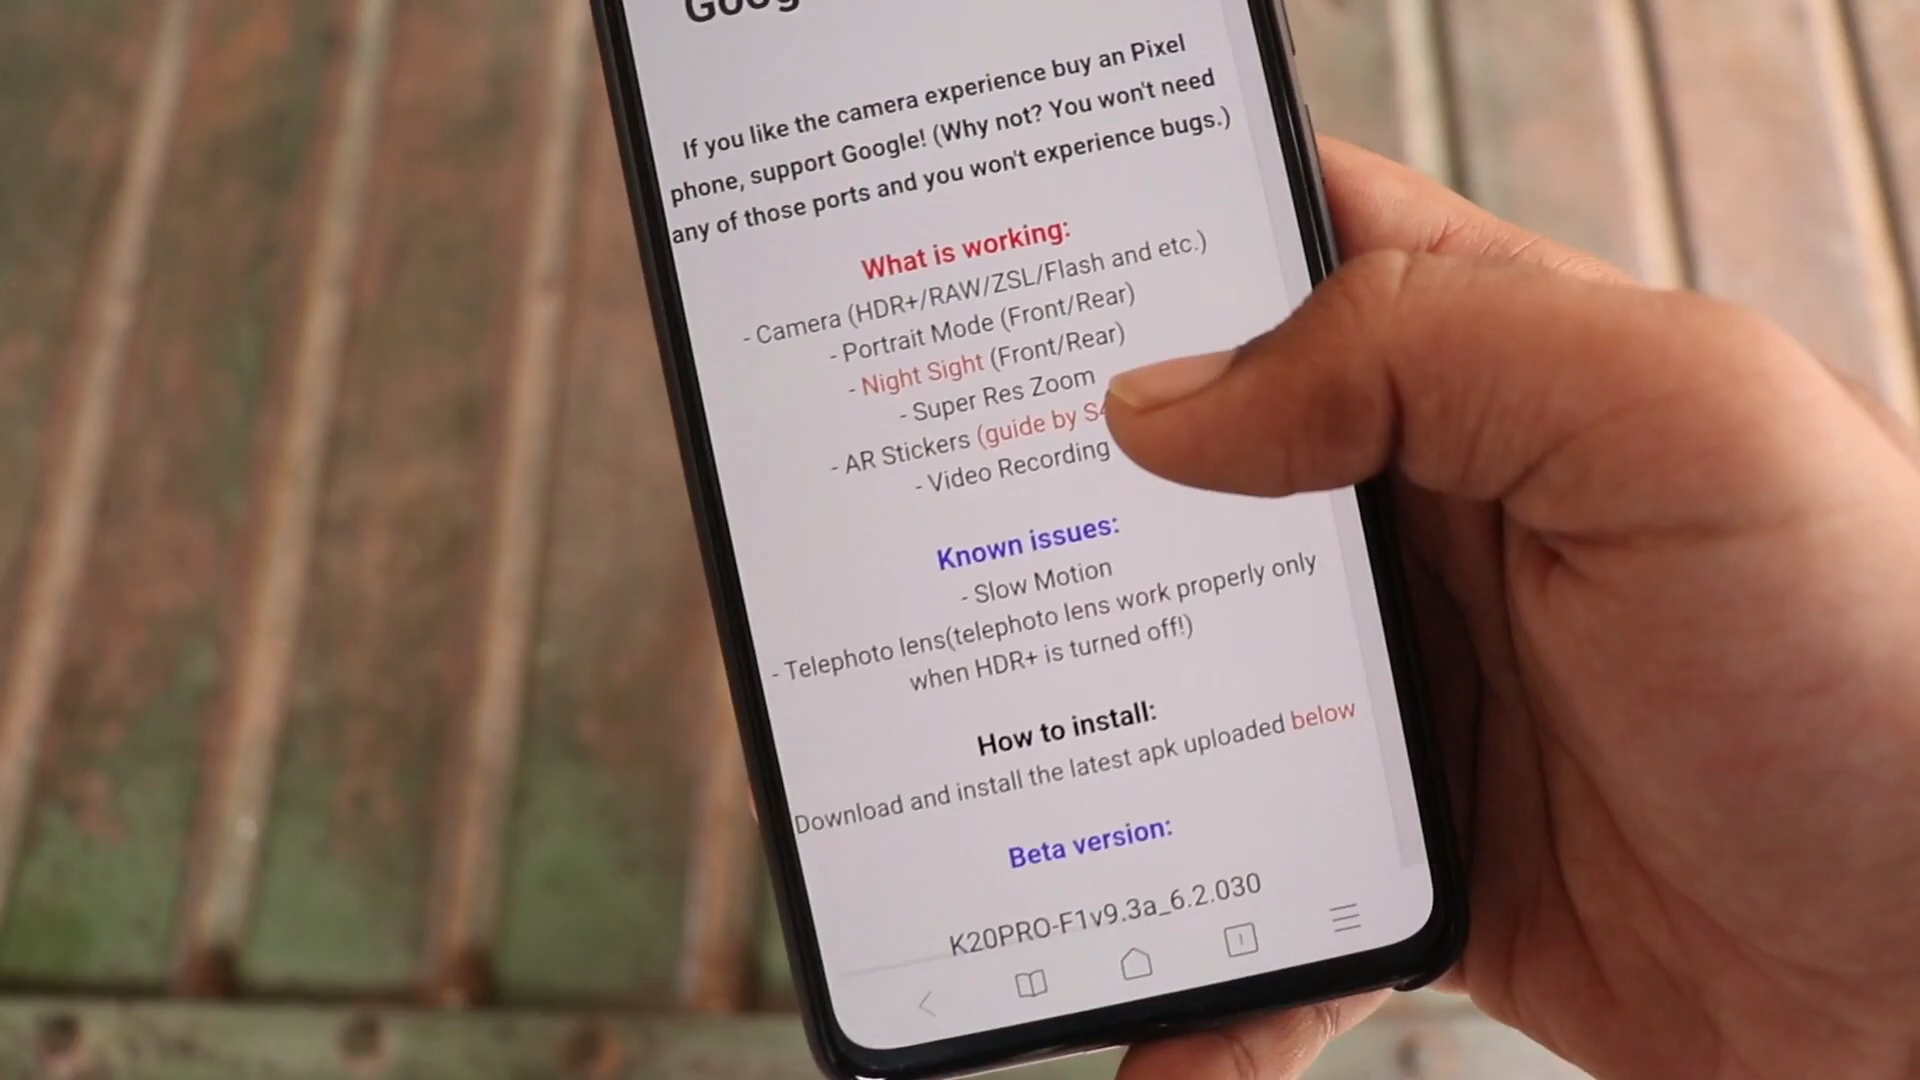 If you like the camera experience buy an Pixel
phone, support Google! (Why not? You won't need
any of those ports and you won't experience bugs.)
What is working:
- Camera (HDR+/RAW/ZSL/Flash and etc.)
- Portrait Mode (Front/Rear)
- Night Sight (Front/Rear)
- Super Res Zoom
- AR Stickers (guide by
- Video Recording
Known issues:
- Slow Motion
- Telephoto lens(telephoto lens work properly only
when HDR+ is turned off!)
How to install:
Download and install the latest apk uploaded below
Beta version:
K20PRO-F1v9.3a_6.2.030